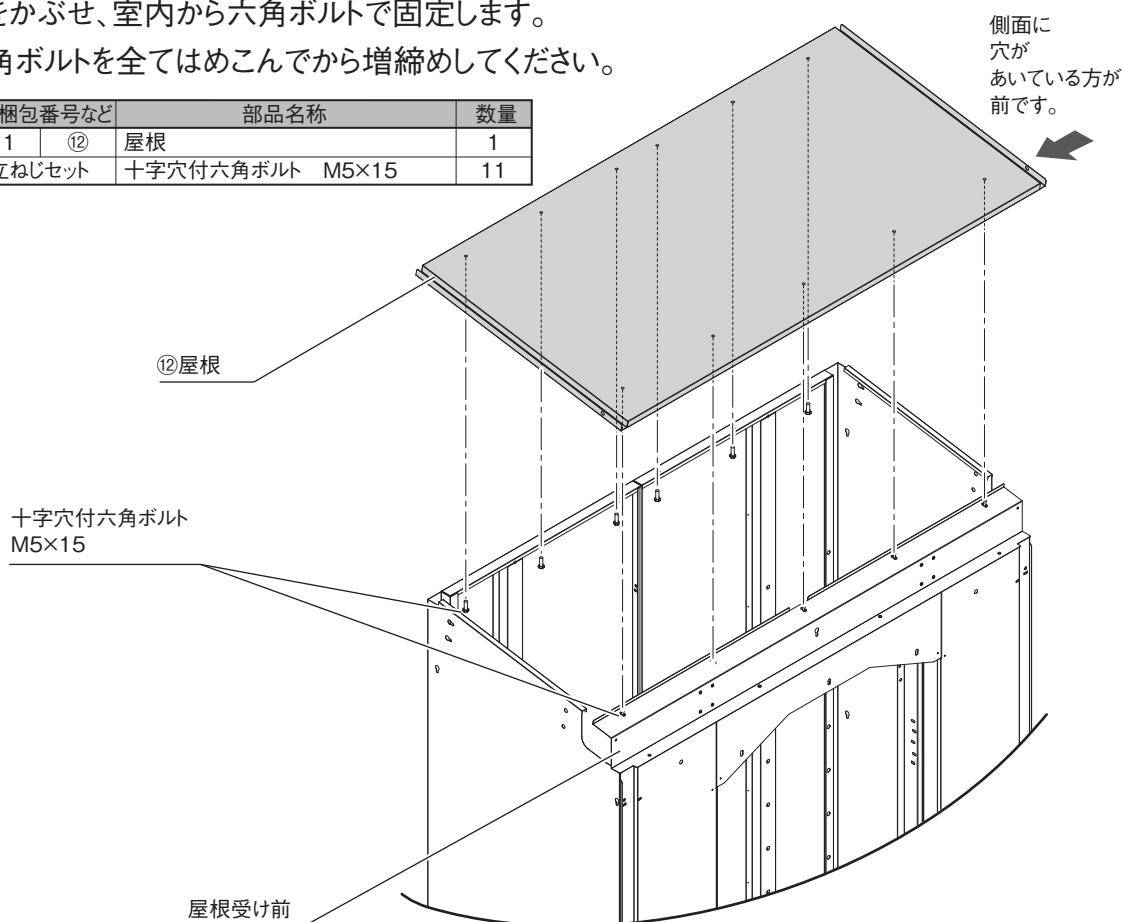 をかぶせ、室内から六角ボルトで固定します。
角ボルトを全てはめこんでから増締めしてください。
側面に
穴が
あいている方が
前です。
梱包番号など 部品名称 数量
1 ⑫ 屋根 1
立ねじセット 十字穴付六角ボルト M5×15 11
⑫屋根
十字穴付六角ボルト
M5×15
屋根受け前